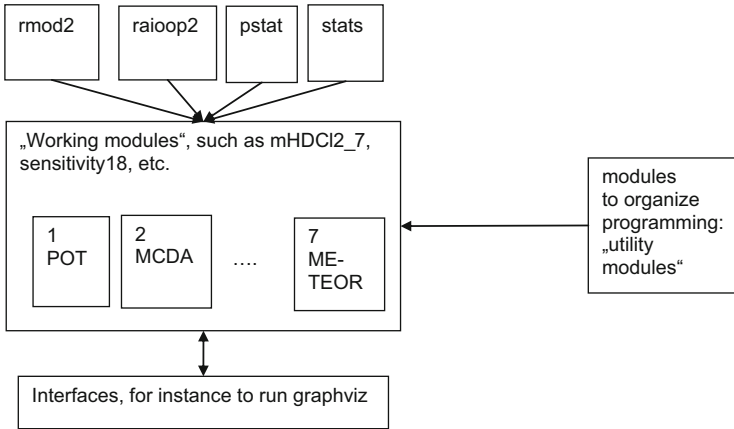 rmod2
raioop2
pstat
stats
„Working modules“, such as mHDCl2_7,
sensitivity18, etc.
1
POT
2
MCDA
....
7
ME-
TEOR
modules
to organize
programming:
„utility
modules“
Interfaces, for instance to run graphviz